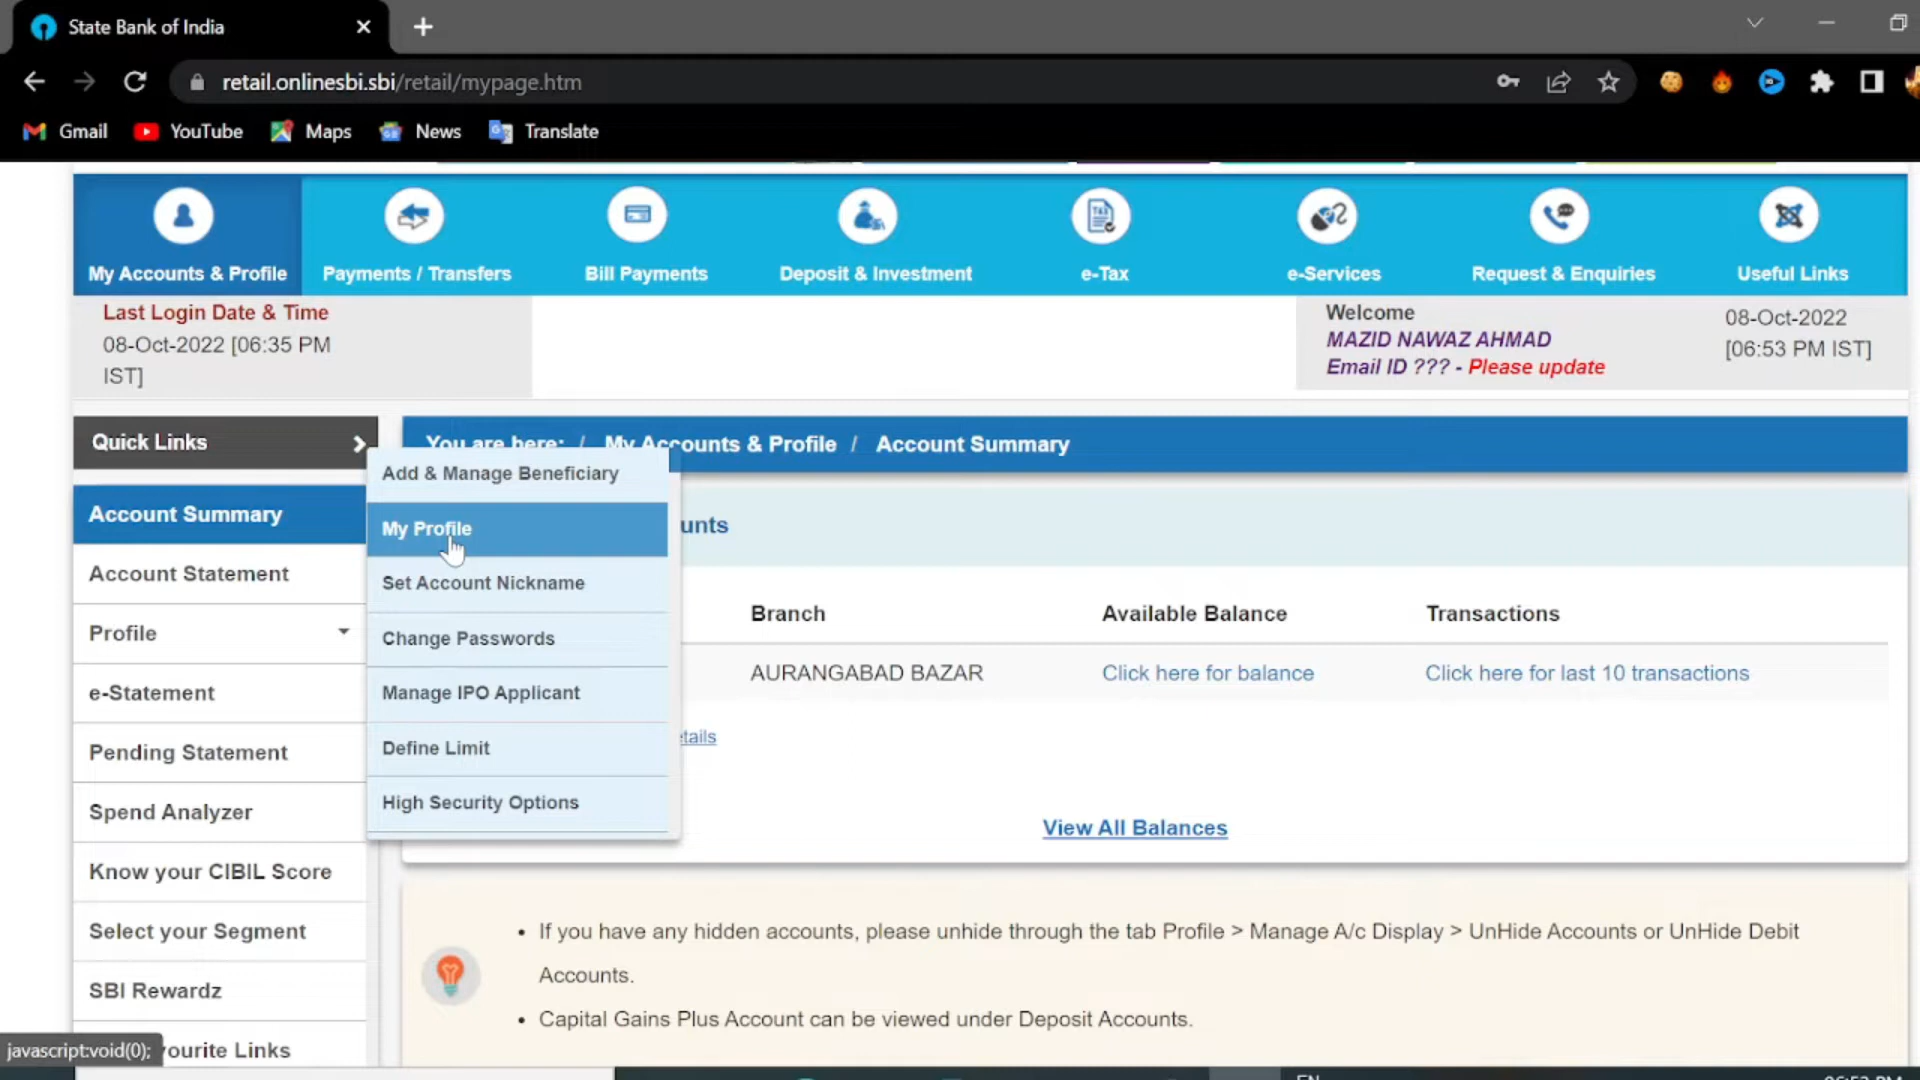 State Bank of India
retail.onlinesbi.sbi/retail/mypage.htm
Gmail YouTube Maps News Translate
My Accounts & Profile Payments / Transfers Bill Payments Deposit & Investment e-Tax e-Services Request & Enquiries Useful Links
Last Login Date & Time
08-Oct-2022 [06:35 PM
IST]
Welcome
MAZID NAWAZ AHMAD
Email ID ??? - Please update
08-Oct-2022
[06:53 PM IST]
Quick Links
You are here: / My Accounts & Profile / Account Summary
Add & Manage Beneficiary
My Profile
Set Account Nickname
Change Passwords
Manage IPO Applicant
Define Limit
High Security Options
Account Summary
Account Statement
Profile
e-Statement
Pending Statement
Spend Analyzer
Know your CIBIL Score
Select your Segment
SBI Rewardz
ourite Links
unts
Branch Available Balance Transactions
AURANGABAD BAZAR Click here for balance Click here for last 10 transactions
etails
View All Balances
• If you have any hidden accounts, please unhide through the tab Profile > Manage A/c Display > UnHide Accounts or UnHide Debit
Accounts.
• Capital Gains Plus Account can be viewed under Deposit Accounts.
javascript:void(0);